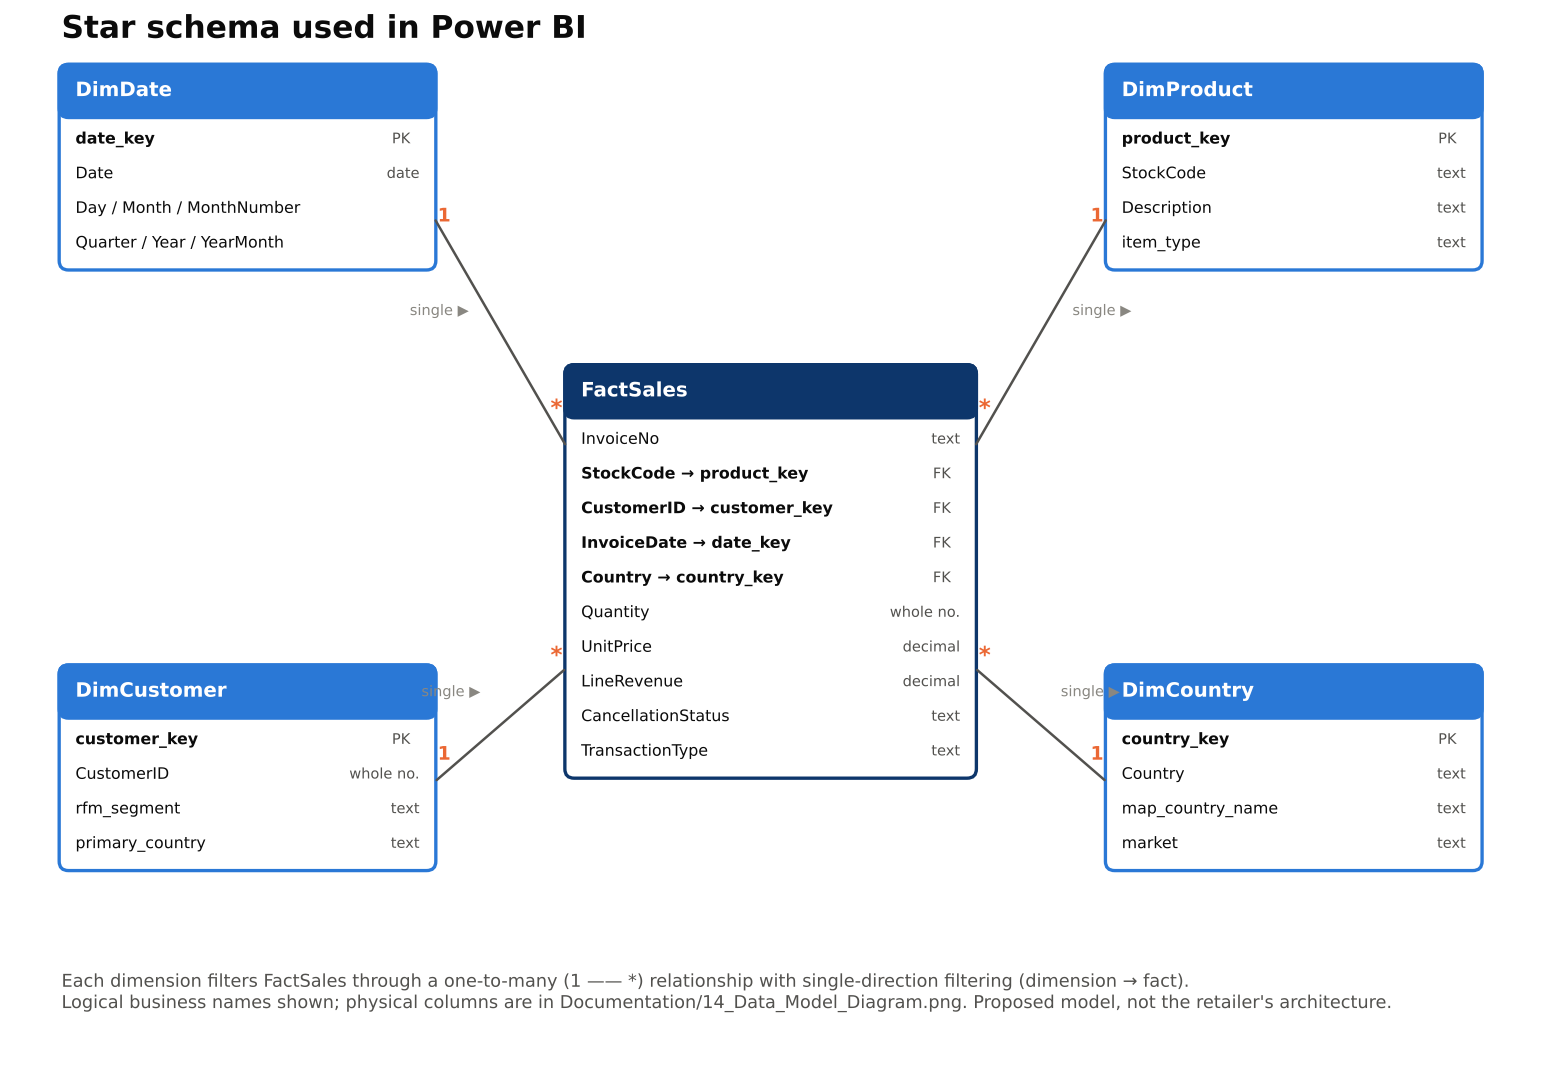 Star schema used in Power BI
DimDate
date_key PK
Date date
Day / Month / MonthNumber
Quarter / Year / YearMonth
1
single ▶
DimProduct
product_key PK
StockCode text
Description text
item_type text
1
single ▶
FactSales
*
*
InvoiceNo text
StockCode → product_key FK
CustomerID → customer_key FK
InvoiceDate → date_key FK
Country → country_key FK
Quantity whole no.
UnitPrice decimal
LineRevenue decimal
CancellationStatus text
TransactionType text
*
*
DimCustomer
single ▶
customer_key PK
CustomerID whole no.
rfm_segment text
primary_country text
1
single ▶
DimCountry
country_key PK
Country text
map_country_name text
market text
1
Each dimension filters FactSales through a one-to-many (1 —— *) relationship with single-direction filtering (dimension → fact).
Logical business names shown; physical columns are in Documentation/14_Data_Model_Diagram.png. Proposed model, not the retailer's architecture.